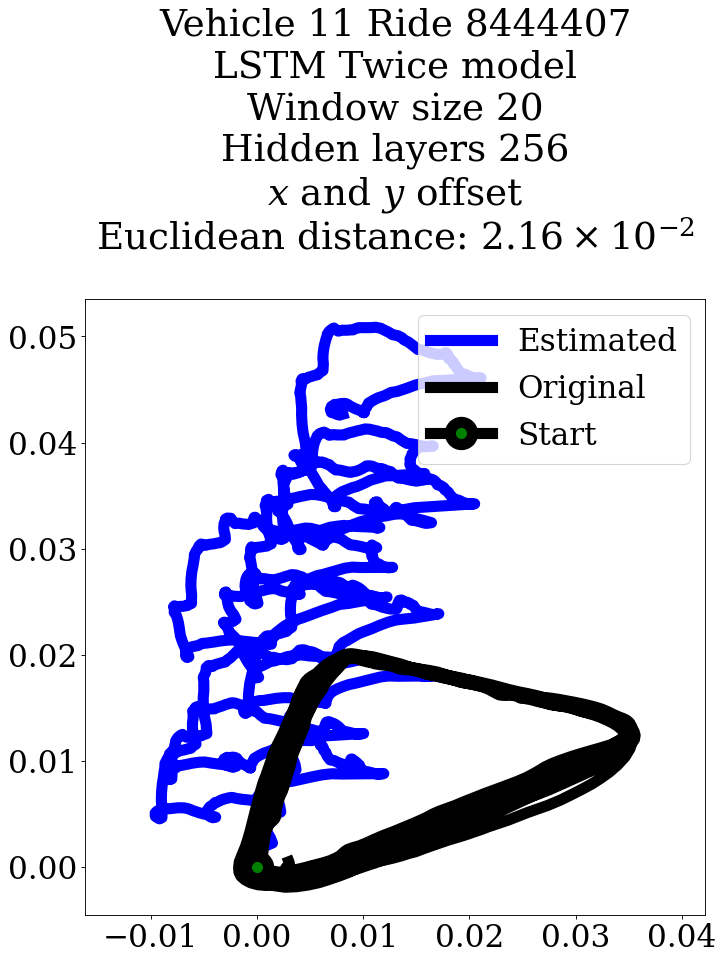 Vehicle 11 Ride 8444407
LSTM Twice model
Window size 20
Hidden layers 256
x and y offset
Euclidean distance: 2.16 × 10⁻²
Estimated
Original
Start
0.05
0.04
0.03
0.02
0.01
0.00
−0.01 0.00 0.01 0.02 0.03 0.04